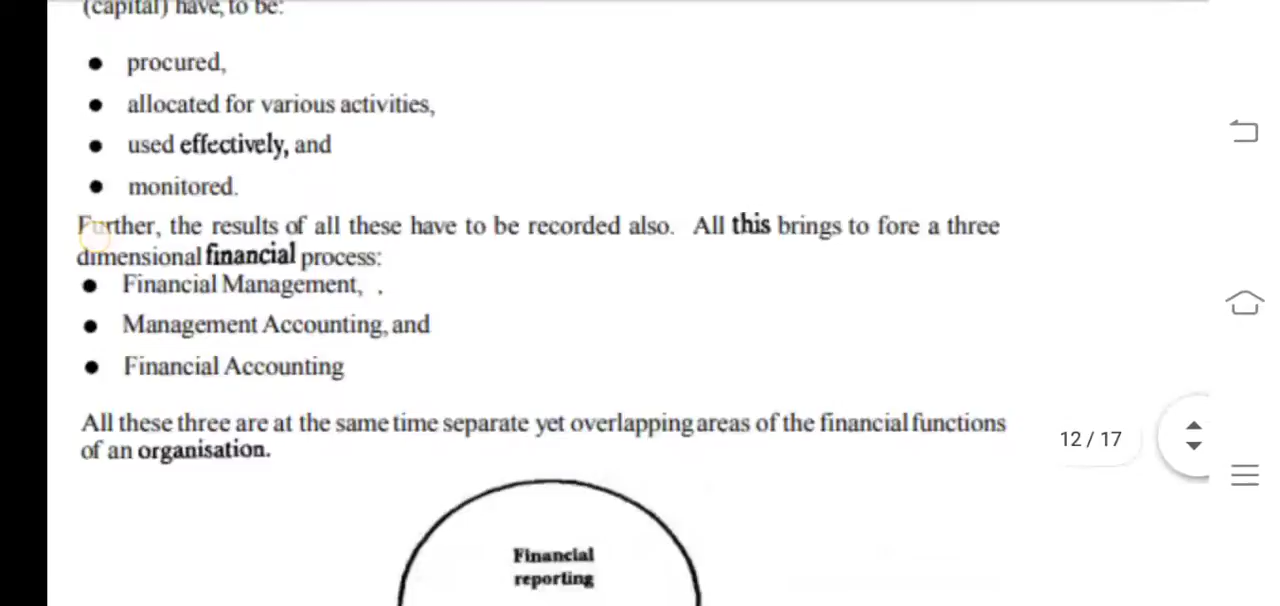 (capital) have, to be:
● procured,
● allocated for various activities,
● used effectively, and
● monitored.
Further, the results of all these have to be recorded also. All this brings to fore a three
dimensional financial process:
● Financial Management, .
● Management Accounting, and
● Financial Accounting
All these three are at the same time separate yet overlapping areas of the financial functions
of an organisation.
12 / 17
Financial
reporting